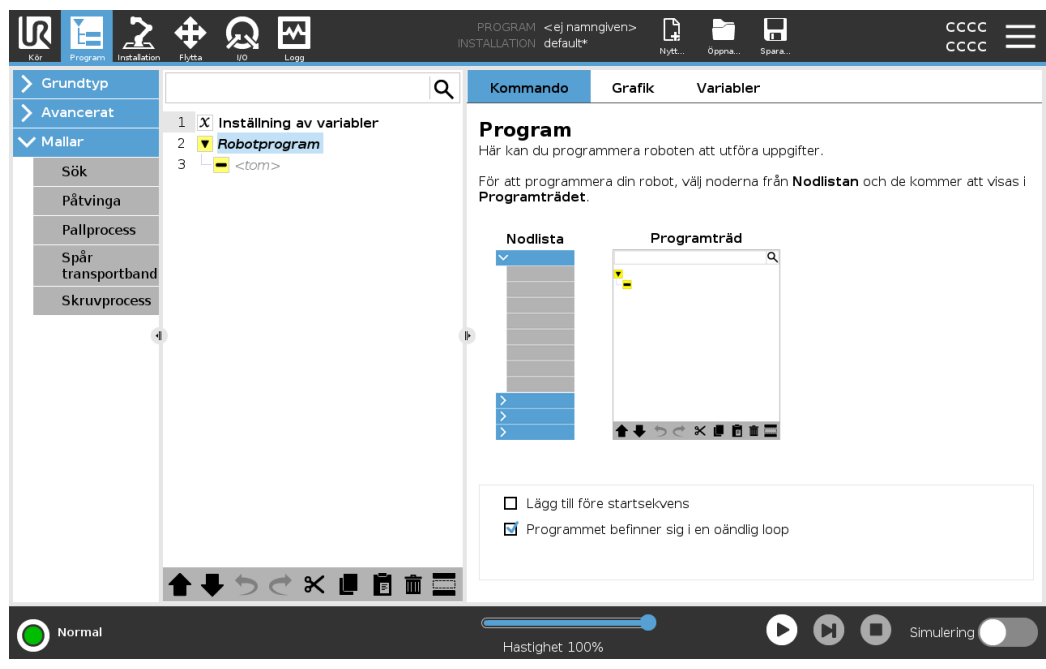 UR
Kör
Program
Installation
Flytta
I/O
Logg
PROGRAM <ej namngiven>
INSTALLATION default*
Nytt...
Öppna...
Spara...
cccc
cccc
Grundtyp
Avancerat
Mallar
Sök
Påtvinga
Pallprocess
Spår
transportband
Skruvprocess
1 X Inställning av variabler
2 Robotprogram
3 <tom>
Kommando
Grafik
Variabler
Program
Här kan du programmera roboten att utföra uppgifter.
För att programmera din robot, välj noderna från Nodlistan och de kommer att visas i
Programträdet.
Nodlista
Programträd
Lägg till före startsekvens
Programmet befinner sig i en oändlig loop
Normal
Hastighet 100%
Simulering